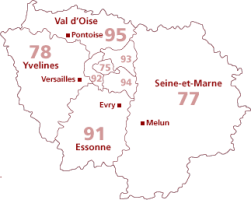 Val d'Oise
Pontoise 95
78
Yvelines
Versailles
93
75
92
94
Seine-et-Marne
77
Evry
Melun
91
Essonne